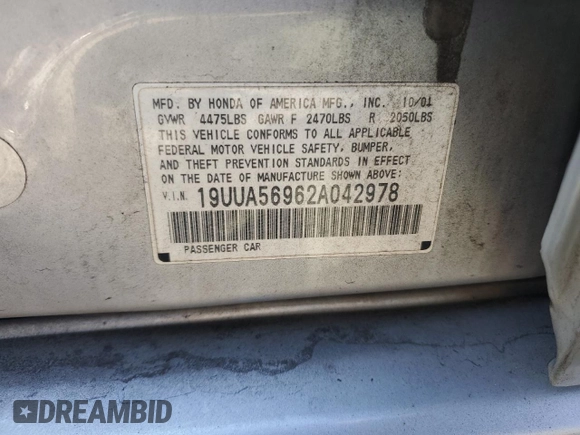 MFD. BY HONDA OF AMERICA MFG., INC. 10/01
GVWR 4475LBS GAWR F 2470LBS R 2050LBS
THIS VEHICLE CONFORMS TO ALL APPLICABLE
FEDERAL MOTOR VEHICLE SAFETY, BUMPER,
AND THEFT PREVENTION STANDARDS IN EFFECT
ON THE DATE OF MANUFACTURE SHOWN ABOVE:
V.I.N. 19UUA56962A042978
PASSENGER CAR
DREAMBID